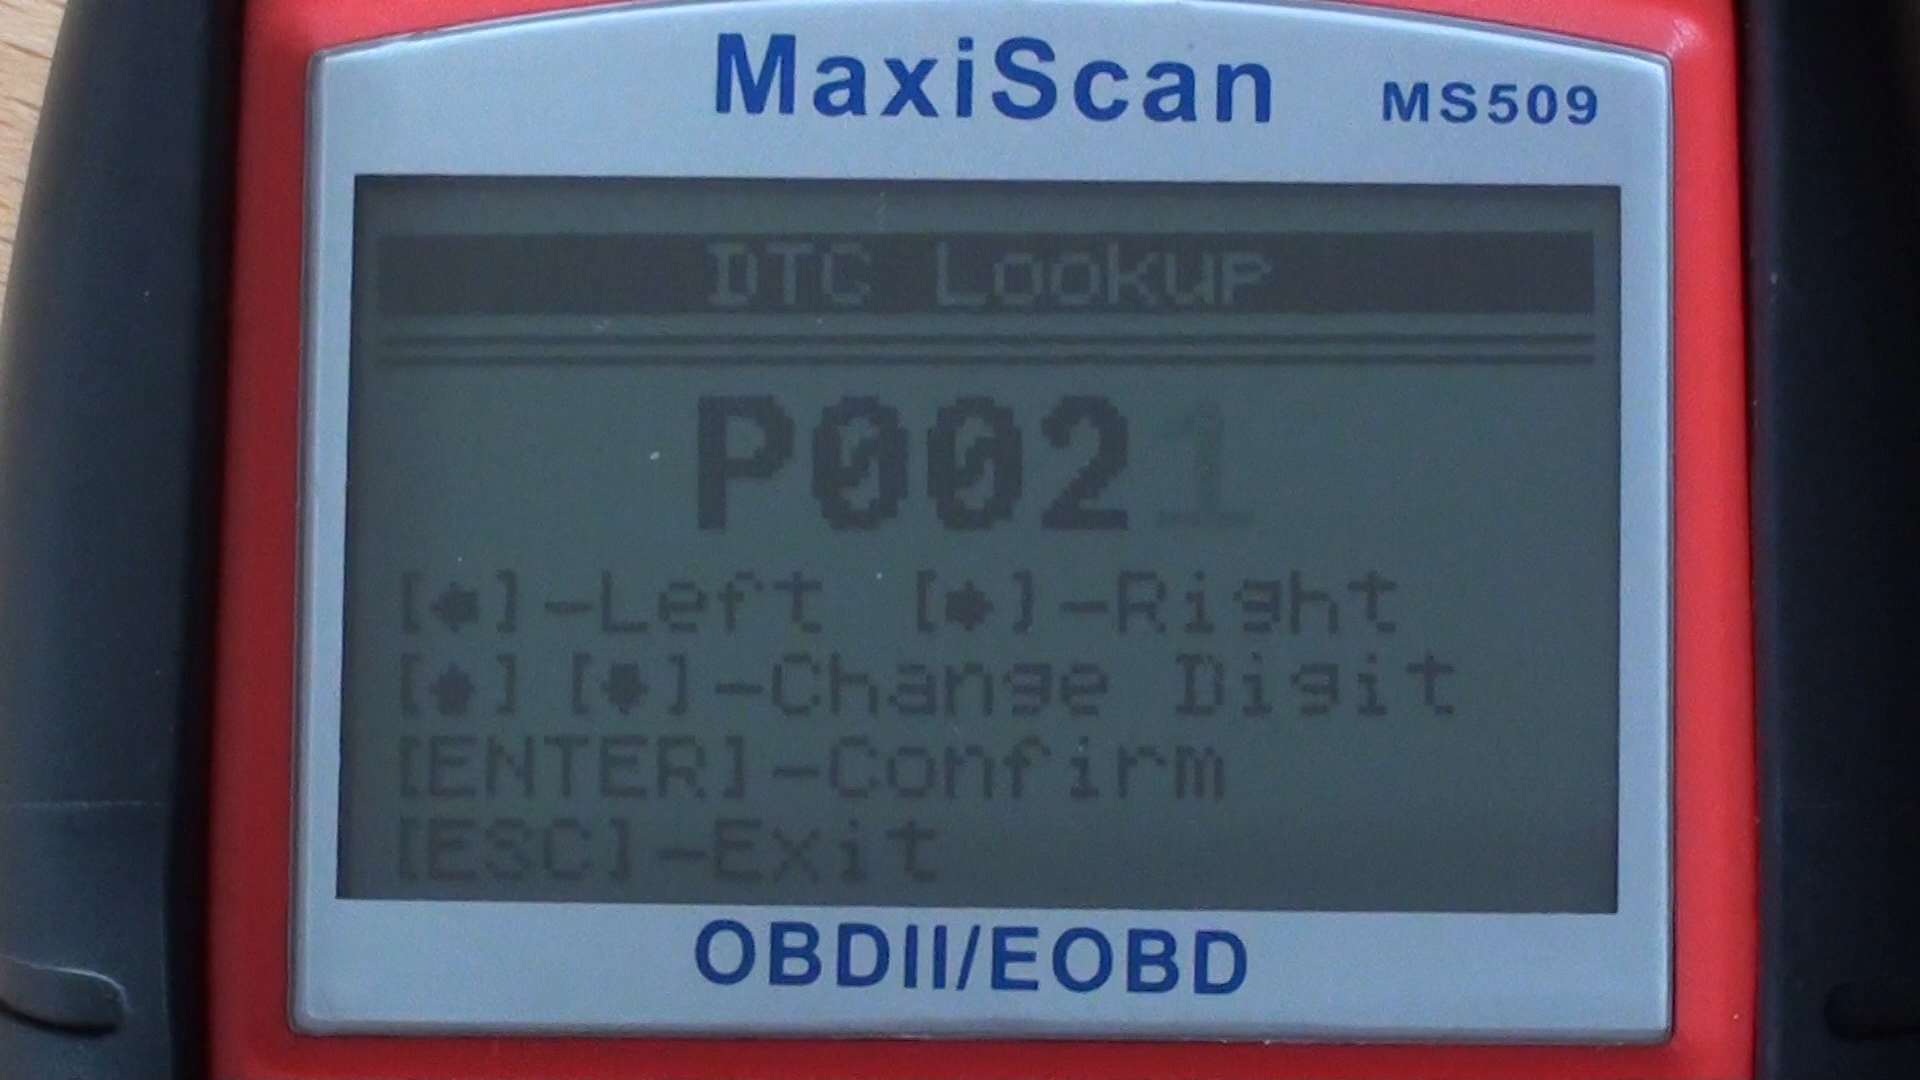 MaxiScan MS509
DTC Lookup
P0021
[←]-Left [→]-Right
[↑] [↓]-Change Digit
[ENTER]-Confirm
[ESC]-Exit
OBDII/EOBD